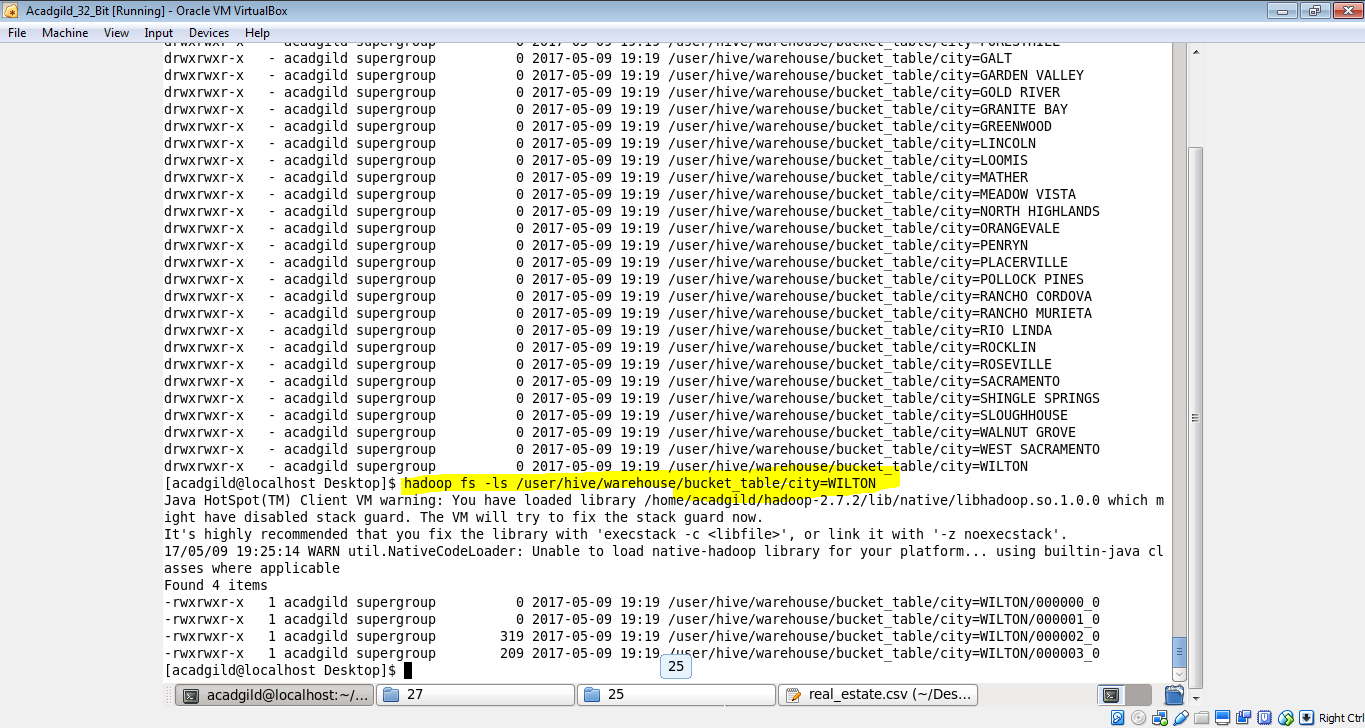 Acadgild_32_Bit [Running] - Oracle VM VirtualBox
File Machine View Input Devices Help
drwxrwxr-x - acadgild supergroup 0 2017-05-09 19:19 /user/hive/warehouse/bucket_table/city=FORESTHILL
drwxrwxr-x - acadgild supergroup 0 2017-05-09 19:19 /user/hive/warehouse/bucket_table/city=GALT
drwxrwxr-x - acadgild supergroup 0 2017-05-09 19:19 /user/hive/warehouse/bucket_table/city=GARDEN VALLEY
drwxrwxr-x - acadgild supergroup 0 2017-05-09 19:19 /user/hive/warehouse/bucket_table/city=GOLD RIVER
drwxrwxr-x - acadgild supergroup 0 2017-05-09 19:19 /user/hive/warehouse/bucket_table/city=GRANITE BAY
drwxrwxr-x - acadgild supergroup 0 2017-05-09 19:19 /user/hive/warehouse/bucket_table/city=GREENWOOD
drwxrwxr-x - acadgild supergroup 0 2017-05-09 19:19 /user/hive/warehouse/bucket_table/city=LINCOLN
drwxrwxr-x - acadgild supergroup 0 2017-05-09 19:19 /user/hive/warehouse/bucket_table/city=LOOMIS
drwxrwxr-x - acadgild supergroup 0 2017-05-09 19:19 /user/hive/warehouse/bucket_table/city=MATHER
drwxrwxr-x - acadgild supergroup 0 2017-05-09 19:19 /user/hive/warehouse/bucket_table/city=MEADOW VISTA
drwxrwxr-x - acadgild supergroup 0 2017-05-09 19:19 /user/hive/warehouse/bucket_table/city=NORTH HIGHLANDS
drwxrwxr-x - acadgild supergroup 0 2017-05-09 19:19 /user/hive/warehouse/bucket_table/city=ORANGEVALE
drwxrwxr-x - acadgild supergroup 0 2017-05-09 19:19 /user/hive/warehouse/bucket_table/city=PENRYN
drwxrwxr-x - acadgild supergroup 0 2017-05-09 19:19 /user/hive/warehouse/bucket_table/city=PLACERVILLE
drwxrwxr-x - acadgild supergroup 0 2017-05-09 19:19 /user/hive/warehouse/bucket_table/city=POLLOCK PINES
drwxrwxr-x - acadgild supergroup 0 2017-05-09 19:19 /user/hive/warehouse/bucket_table/city=RANCHO CORDOVA
drwxrwxr-x - acadgild supergroup 0 2017-05-09 19:19 /user/hive/warehouse/bucket_table/city=RANCHO MURIETA
drwxrwxr-x - acadgild supergroup 0 2017-05-09 19:19 /user/hive/warehouse/bucket_table/city=RIO LINDA
drwxrwxr-x - acadgild supergroup 0 2017-05-09 19:19 /user/hive/warehouse/bucket_table/city=ROCKLIN
drwxrwxr-x - acadgild supergroup 0 2017-05-09 19:19 /user/hive/warehouse/bucket_table/city=ROSEVILLE
drwxrwxr-x - acadgild supergroup 0 2017-05-09 19:19 /user/hive/warehouse/bucket_table/city=SACRAMENTO
drwxrwxr-x - acadgild supergroup 0 2017-05-09 19:19 /user/hive/warehouse/bucket_table/city=SHINGLE SPRINGS
drwxrwxr-x - acadgild supergroup 0 2017-05-09 19:19 /user/hive/warehouse/bucket_table/city=SLOUGHHOUSE
drwxrwxr-x - acadgild supergroup 0 2017-05-09 19:19 /user/hive/warehouse/bucket_table/city=WALNUT GROVE
drwxrwxr-x - acadgild supergroup 0 2017-05-09 19:19 /user/hive/warehouse/bucket_table/city=WEST SACRAMENTO
drwxrwxr-x - acadgild supergroup 0 2017-05-09 19:19 /user/hive/warehouse/bucket_table/city=WILTON
[acadgild@localhost Desktop]$ hadoop fs -ls /user/hive/warehouse/bucket_table/city=WILTON
Java HotSpot(TM) Client VM warning: You have loaded library /home/acadgild/hadoop-2.7.2/lib/native/libhadoop.so.1.0.0 which m
ight have disabled stack guard. The VM will try to fix the stack guard now.
It's highly recommended that you fix the library with 'execstack -c <libfile>', or link it with '-z noexecstack'.
17/05/09 19:25:14 WARN util.NativeCodeLoader: Unable to load native-hadoop library for your platform... using builtin-java cl
asses where applicable
Found 4 items
-rwxrwxr-x 1 acadgild supergroup 0 2017-05-09 19:19 /user/hive/warehouse/bucket_table/city=WILTON/000000_0
-rwxrwxr-x 1 acadgild supergroup 0 2017-05-09 19:19 /user/hive/warehouse/bucket_table/city=WILTON/000001_0
-rwxrwxr-x 1 acadgild supergroup 319 2017-05-09 19:19 /user/hive/warehouse/bucket_table/city=WILTON/000002_0
-rwxrwxr-x 1 acadgild supergroup 209 2017-05-09 19:19 /user/hive/warehouse/bucket_table/city=WILTON/000003_0
[acadgild@localhost Desktop]$
25
acadgild@localhost:~/... 27 25 real_estate.csv (~/Des...
Right Ctrl